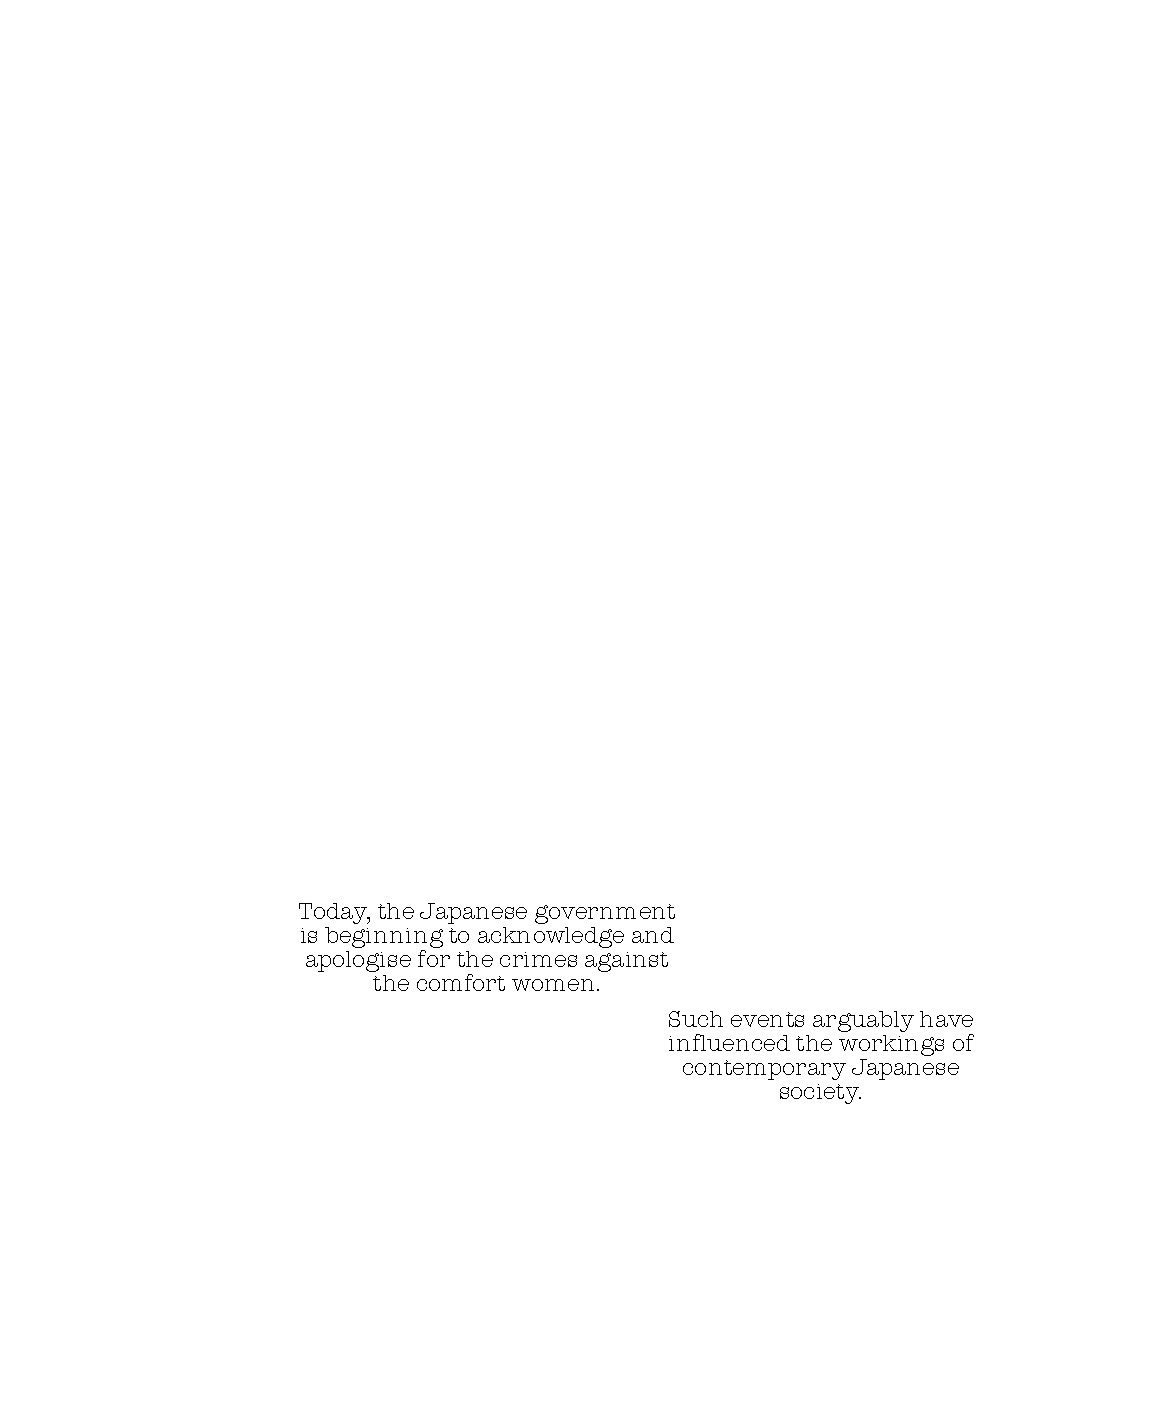 Today, the Japanese government
is beginning to acknowledge and
apologise for the crimes against
the comfort women.
Such events arguably have
influenced the workings of
contemporary Japanese
society.